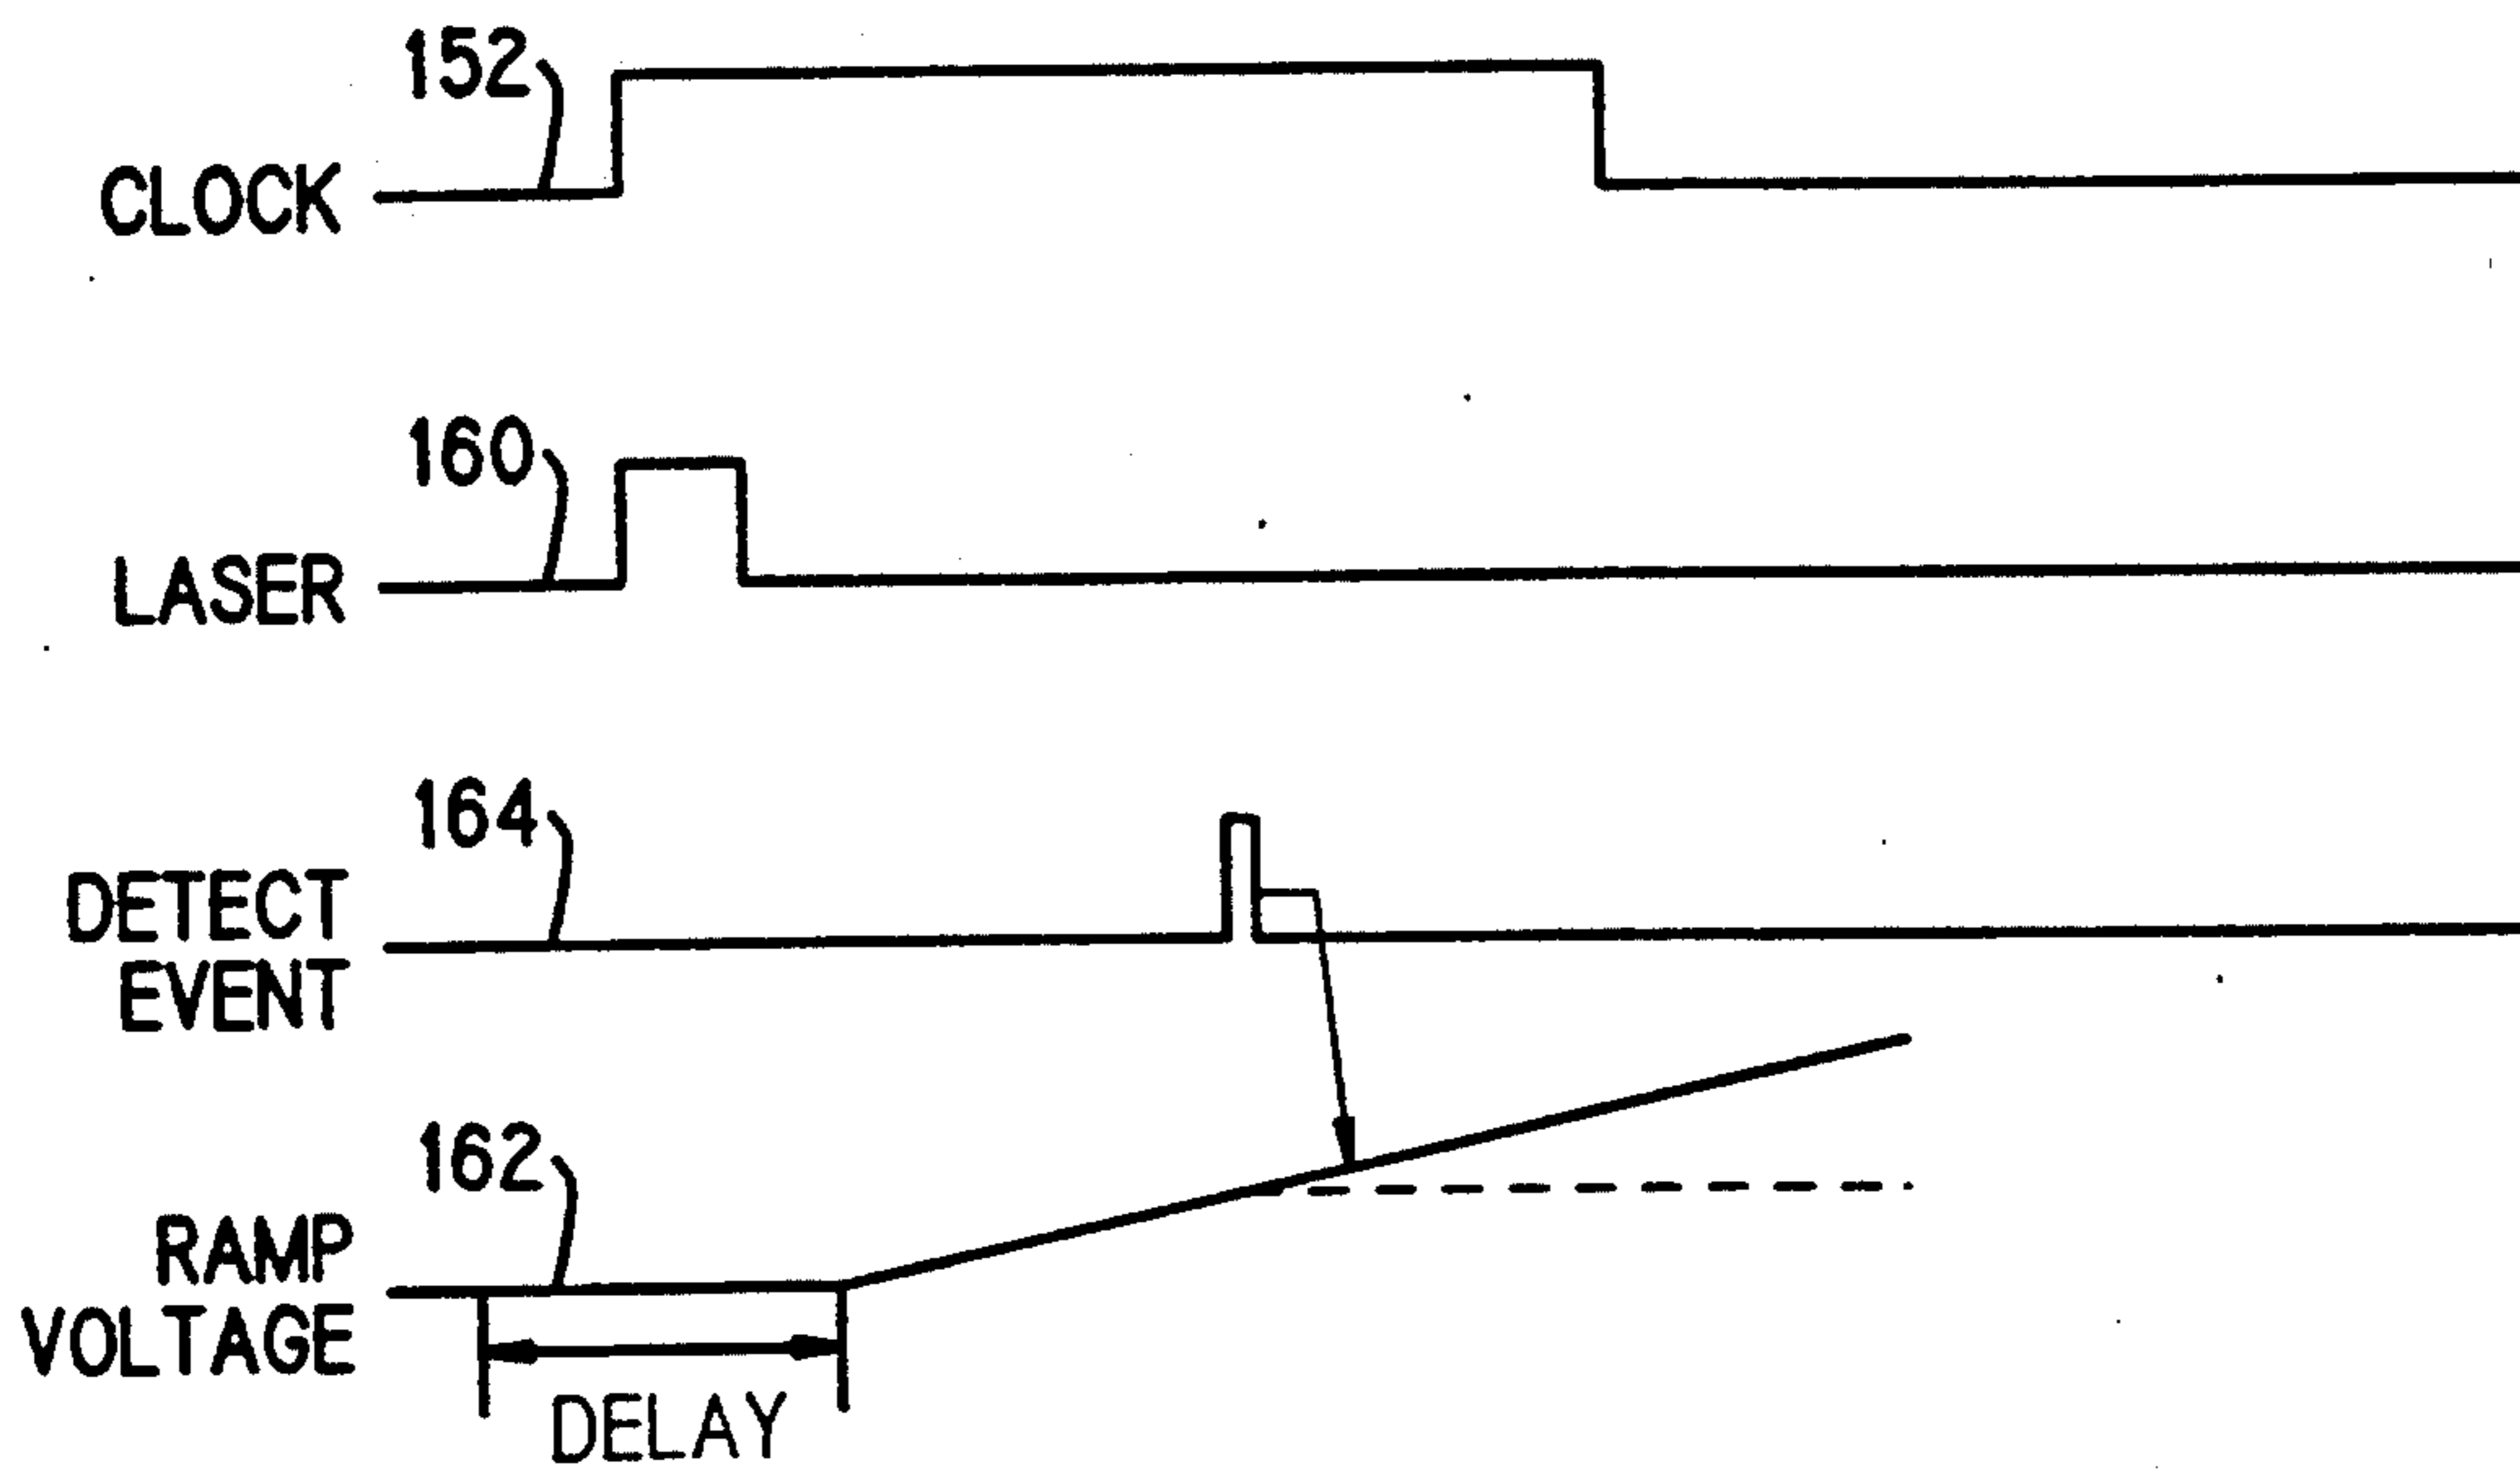 152
CLOCK
160
LASER
164
DETECT
EVENT
162
RAMP
VOLTAGE
DELAY